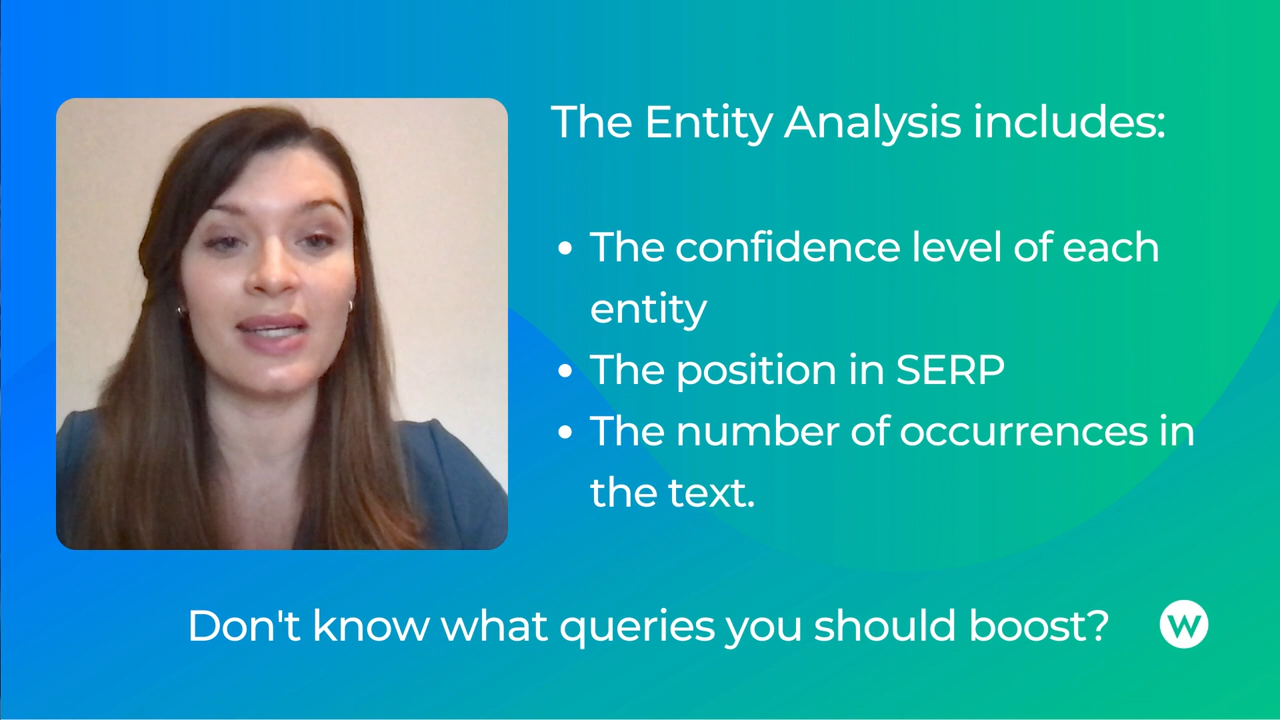 The Entity Analysis includes:
• The confidence level of each
entity
• The position in SERP
• The number of occurrences in
the text.
Don't know what queries you should boost?
W